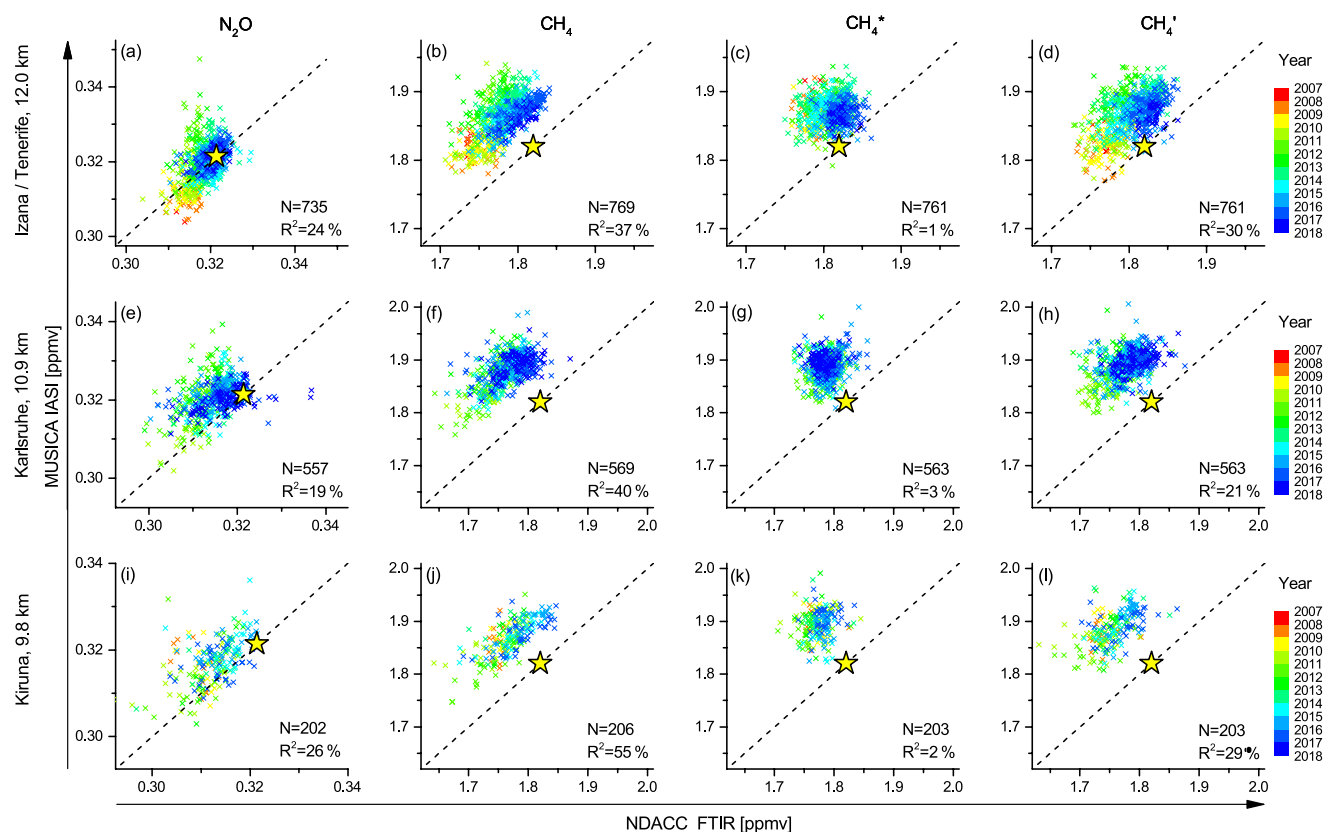 N2O CH4 CH4* CH4'
Izana / Tenerife, 12.0 km
Karlsruhe, 10.9 km
Kiruna, 9.8 km
MUSICA IASI [ppmv]
(a)
0.34
0.32
0.30
0.30 0.32 0.34
N=735
R2=24 %
(b)
1.9
1.8
1.7
1.7 1.8 1.9
N=769
R2=37 %
(c)
1.9
1.8
1.7
1.7 1.8 1.9
N=761
R2=1 %
(d)
1.9
1.8
1.7
1.7 1.8 1.9
N=761
R2=30 %
Year
2007
2008
2009
2010
2011
2012
2013
2014
2015
2016
2017
2018
(e)
0.34
0.32
0.30
0.30 0.32 0.34
N=557
R2=19 %
(f)
2.0
1.9
1.8
1.7
1.7 1.8 1.9 2.0
N=569
R2=40 %
(g)
2.0
1.9
1.8
1.7
1.7 1.8 1.9 2.0
N=563
R2=3 %
(h)
2.0
1.9
1.8
1.7
1.7 1.8 1.9 2.0
N=563
R2=21 %
Year
2007
2008
2009
2010
2011
2012
2013
2014
2015
2016
2017
2018
(i)
0.34
0.32
0.30
0.30 0.32 0.34
N=202
R2=26 %
(j)
2.0
1.9
1.8
1.7
1.7 1.8 1.9 2.0
N=206
R2=55 %
(k)
2.0
1.9
1.8
1.7
1.7 1.8 1.9 2.0
N=203
R2=2 %
(l)
2.0
1.9
1.8
1.7
1.7 1.8 1.9 2.0
N=203
R2=29 %
Year
2007
2008
2009
2010
2011
2012
2013
2014
2015
2016
2017
2018
NDACC FTIR [ppmv]